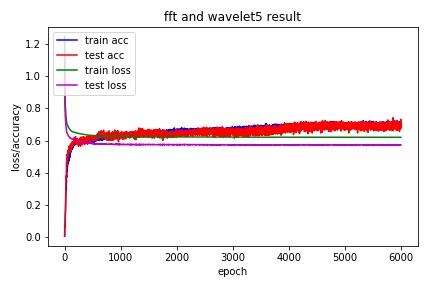 fft and wavelet5 result
train acc
test acc
train loss
test loss
loss/accuracy
1.2
1.0
0.8
0.6
0.4
0.2
0.0
0 1000 2000 3000 4000 5000 6000
epoch